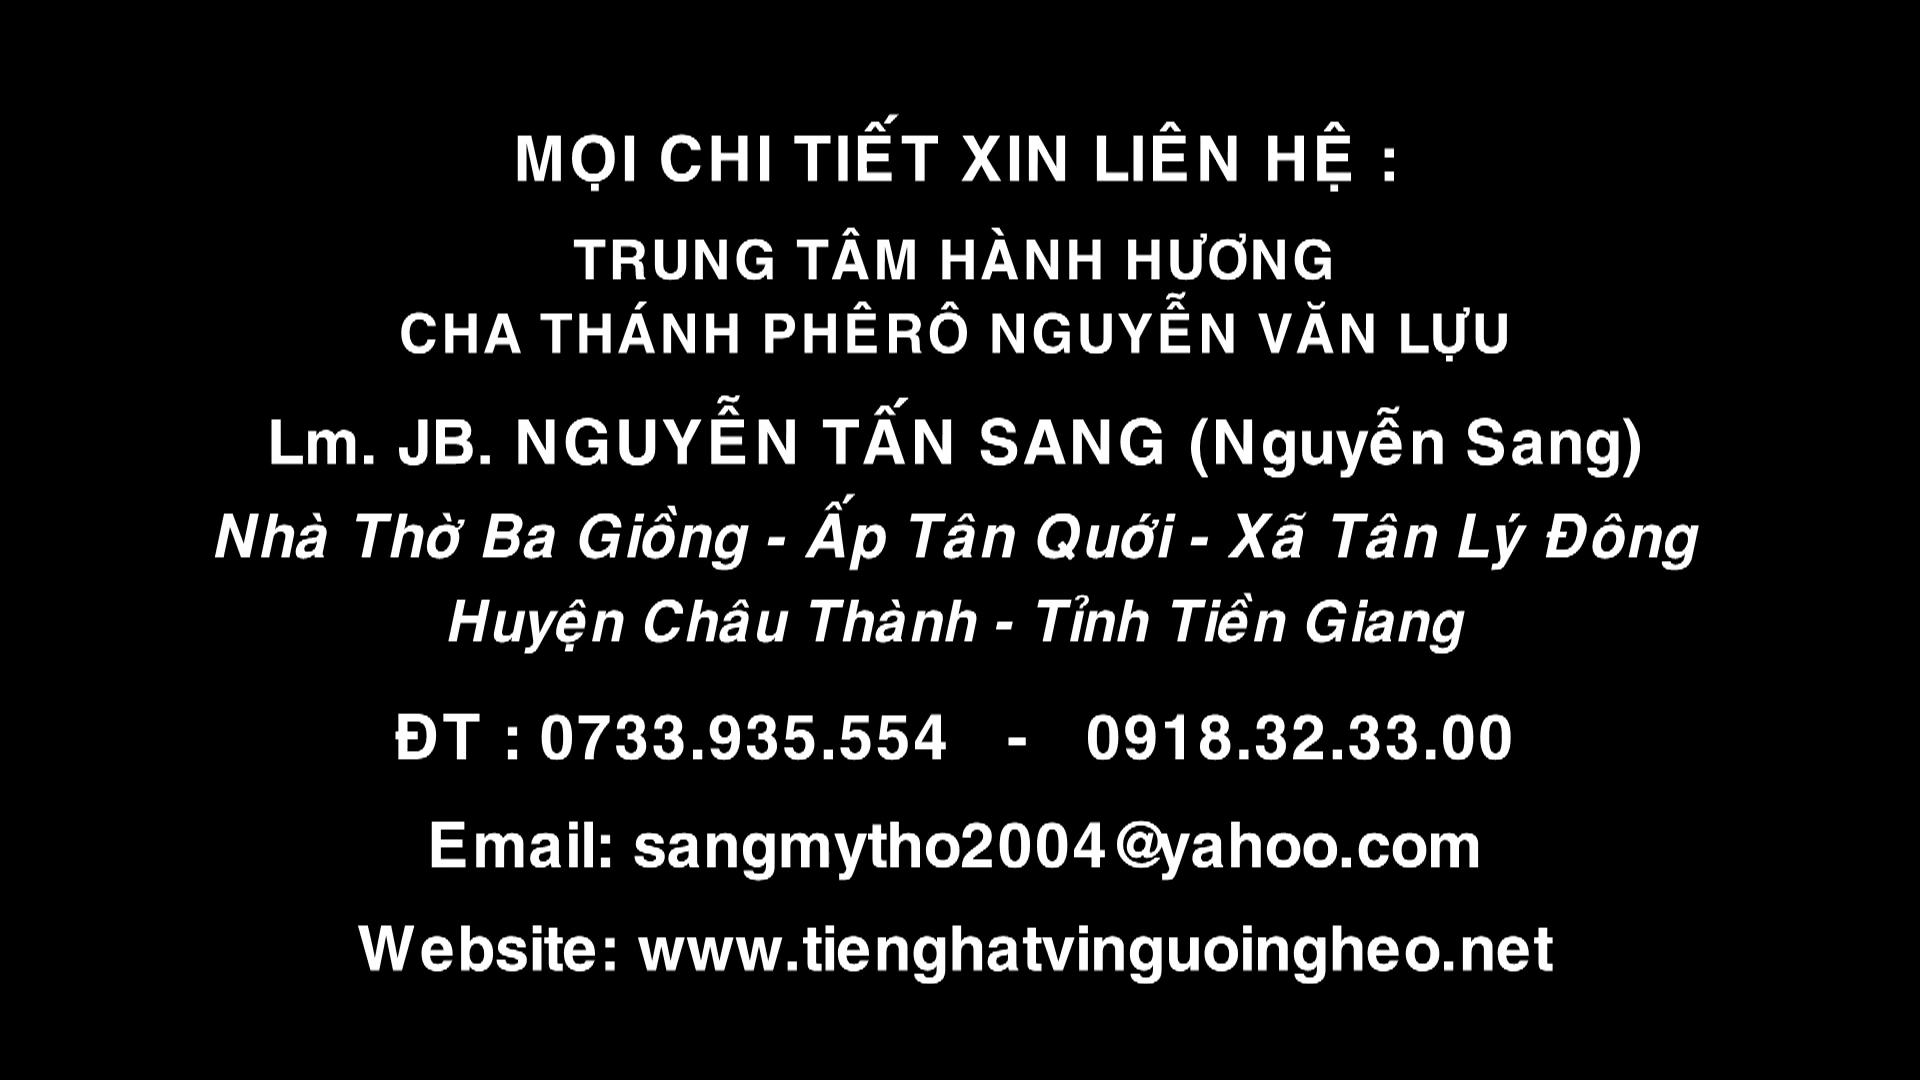 MỌI CHI TIẾT XIN LIÊN HỆ :
TRUNG TÂM HÀNH HƯƠNG
CHA THÁNH PHÊRÔ NGUYỄN VĂN LỰU
Lm. JB. NGUYỄN TẤN SANG (Nguyễn Sang)
Nhà Thờ Ba Giồng - Ấp Tân Quới - Xã Tân Lý Đông
Huyện Châu Thành - Tỉnh Tiền Giang
ĐT : 0733.935.554 - 0918.32.33.00
Email: sangmytho2004@yahoo.com
Website: www.tienghatvinguoingheo.net